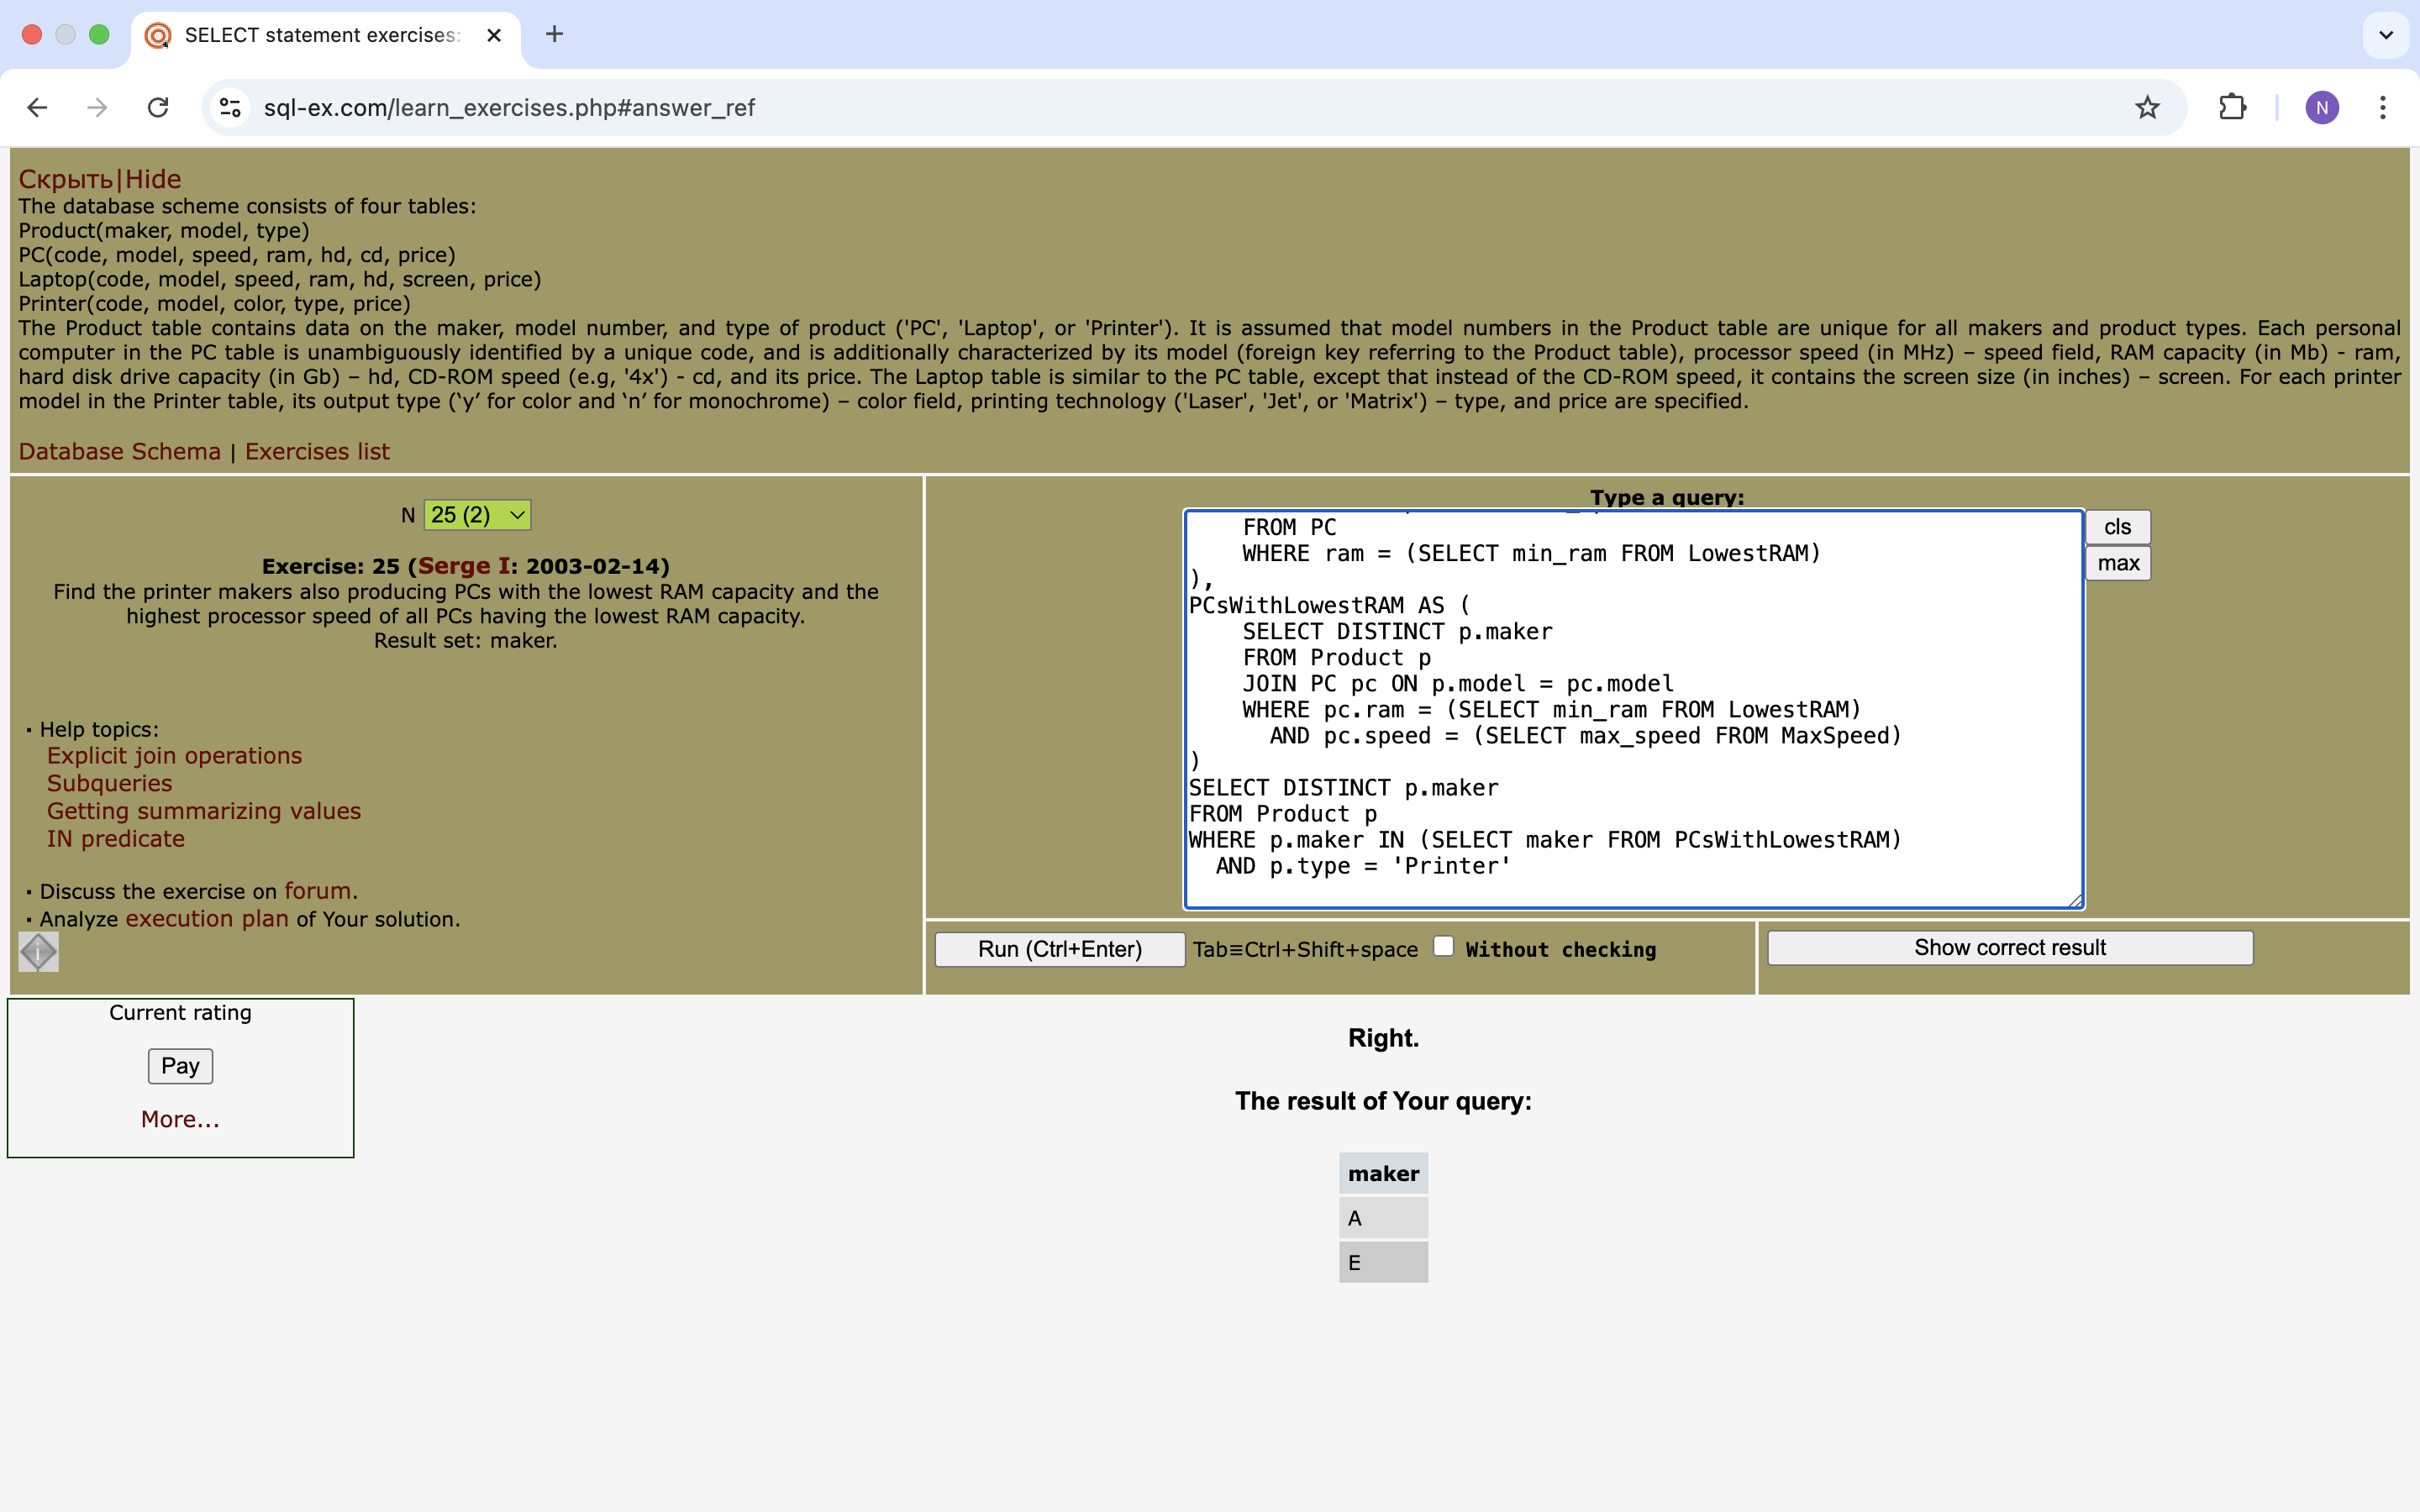 SELECT statement exercises:
sql-ex.com/learn_exercises.php#answer_ref
N
Скрыть|Hide
The database scheme consists of four tables:
Product(maker, model, type)
PC(code, model, speed, ram, hd, cd, price)
Laptop(code, model, speed, ram, hd, screen, price)
Printer(code, model, color, type, price)
The Product table contains data on the maker, model number, and type of product ('PC', 'Laptop', or 'Printer'). It is assumed that model numbers in the Product table are unique for all makers and product types. Each personal
computer in the PC table is unambiguously identified by a unique code, and is additionally characterized by its model (foreign key referring to the Product table), processor speed (in MHz) – speed field, RAM capacity (in Mb) - ram,
hard disk drive capacity (in Gb) – hd, CD-ROM speed (e.g, '4x') - cd, and its price. The Laptop table is similar to the PC table, except that instead of the CD-ROM speed, it contains the screen size (in inches) – screen. For each printer
model in the Printer table, its output type (‘y’ for color and ‘n’ for monochrome) – color field, printing technology ('Laser', 'Jet', or 'Matrix') – type, and price are specified.
Database Schema | Exercises list
N 25 (2)
Exercise: 25 (Serge I: 2003-02-14)
Find the printer makers also producing PCs with the lowest RAM capacity and the
highest processor speed of all PCs having the lowest RAM capacity.
Result set: maker.
· Help topics:
Explicit join operations
Subqueries
Getting summarizing values
IN predicate
· Discuss the exercise on forum.
· Analyze execution plan of Your solution.
Type a query:
FROM PC
WHERE ram = (SELECT min_ram FROM LowestRAM)
),
PCsWithLowestRAM AS (
SELECT DISTINCT p.maker
FROM Product p
JOIN PC pc ON p.model = pc.model
WHERE pc.ram = (SELECT min_ram FROM LowestRAM)
AND pc.speed = (SELECT max_speed FROM MaxSpeed)
)
SELECT DISTINCT p.maker
FROM Product p
WHERE p.maker IN (SELECT maker FROM PCsWithLowestRAM)
AND p.type = 'Printer'
cls
max
Run (Ctrl+Enter) Tab≡Ctrl+Shift+space Without checking
Show correct result
Current rating
Pay
More...
Right.
The result of Your query:
maker
A
E